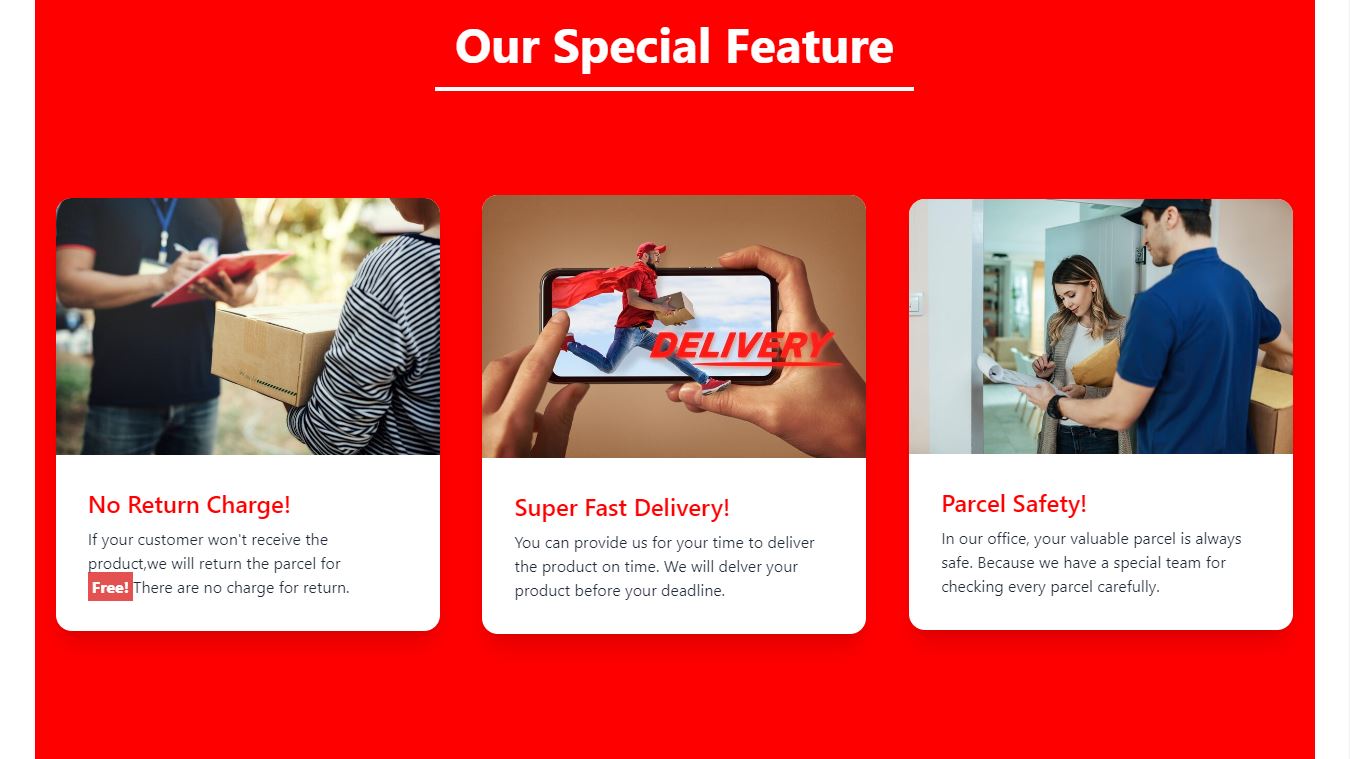 Our Special Feature
No Return Charge!
If your customer won't receive the
product,we will return the parcel for
Free! There are no charge for return.
DELIVERY
Super Fast Delivery!
You can provide us for your time to deliver
the product on time. We will delver your
product before your deadline.
Parcel Safety!
In our office, your valuable parcel is always
safe. Because we have a special team for
checking every parcel carefully.